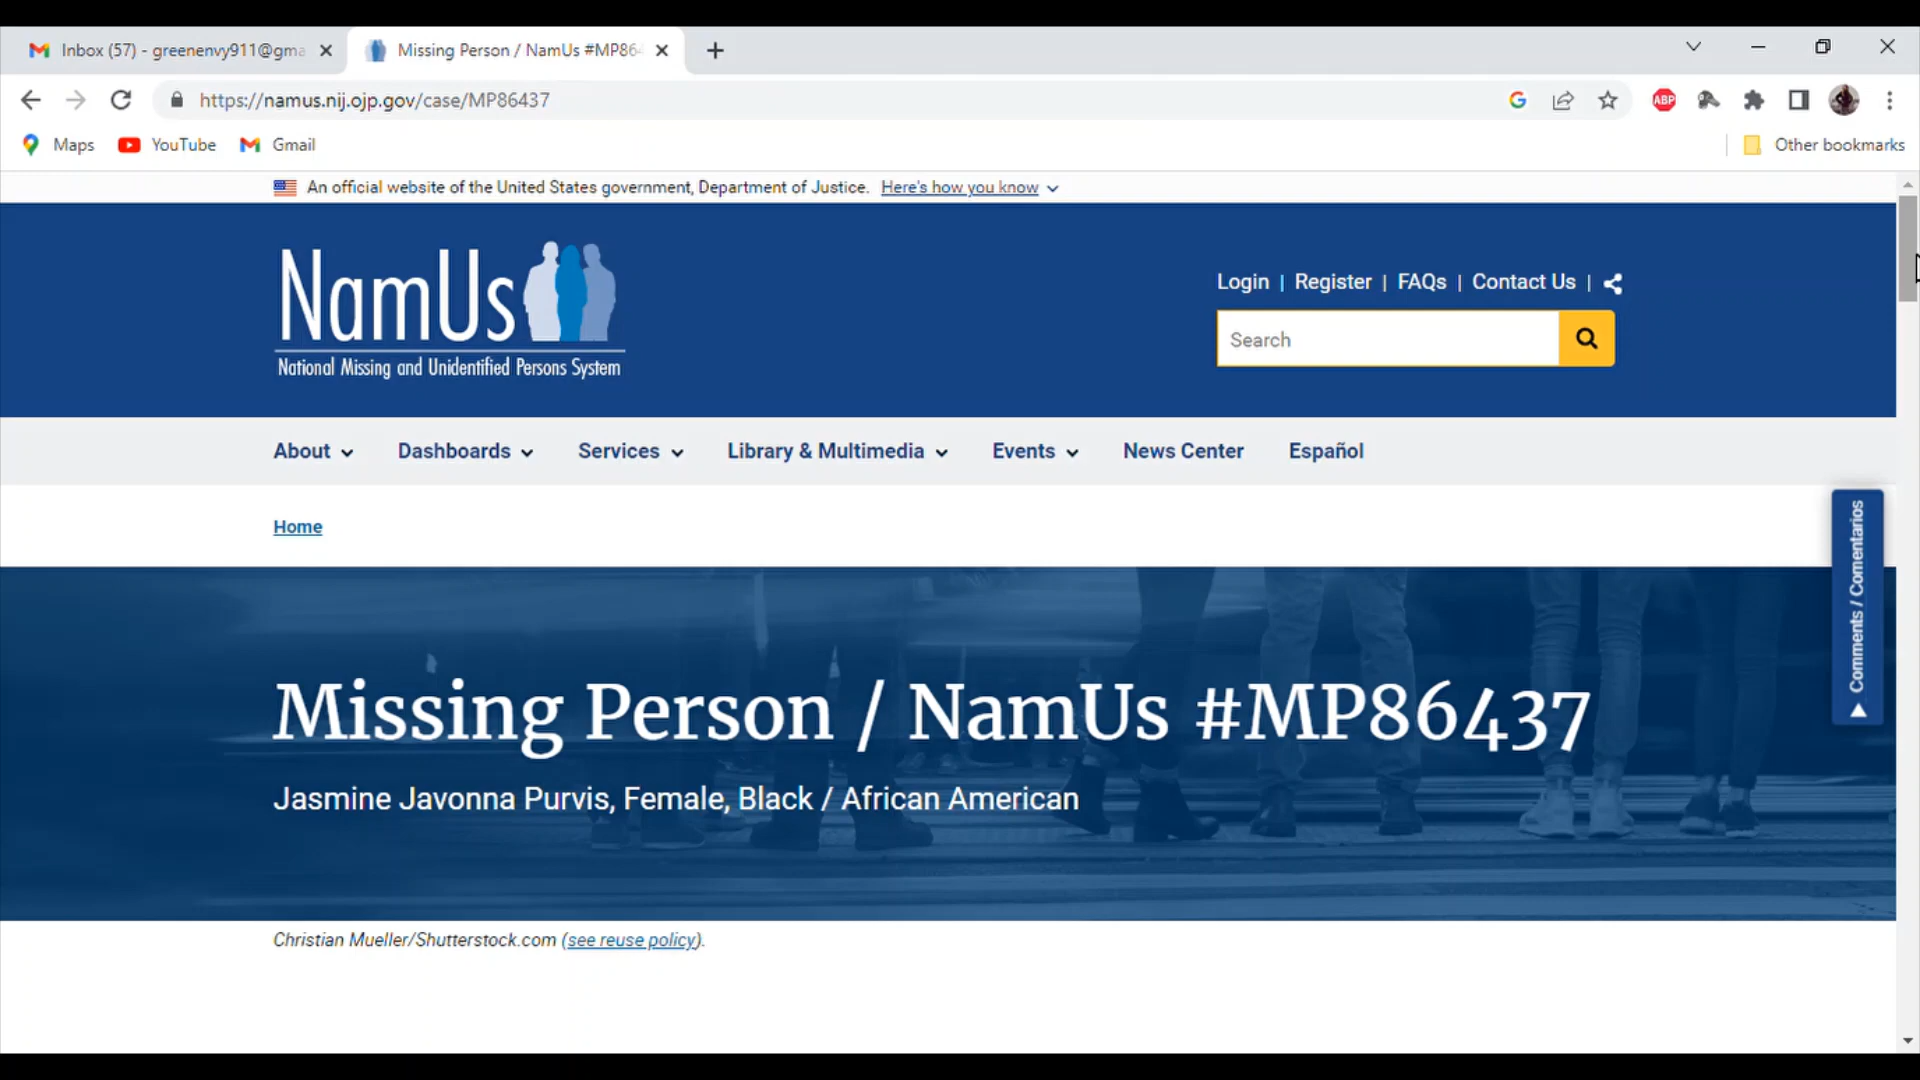 Inbox (57) - greenenvy911@gma
Missing Person / NamUs #MP864
https://namus.nij.ojp.gov/case/MP86437
ABP
Maps
YouTube
Gmail
Other bookmarks
An official website of the United States government, Department of Justice. Here's how you know
NamUs
National Missing and Unidentified Persons System
Login | Register | FAQs | Contact Us |
Search
About
Dashboards
Services
Library & Multimedia
Events
News Center
Español
Home
Comments / Comentarios
Missing Person / NamUs #MP86437
Jasmine Javonna Purvis, Female, Black / African American
Christian Mueller/Shutterstock.com (see reuse policy).